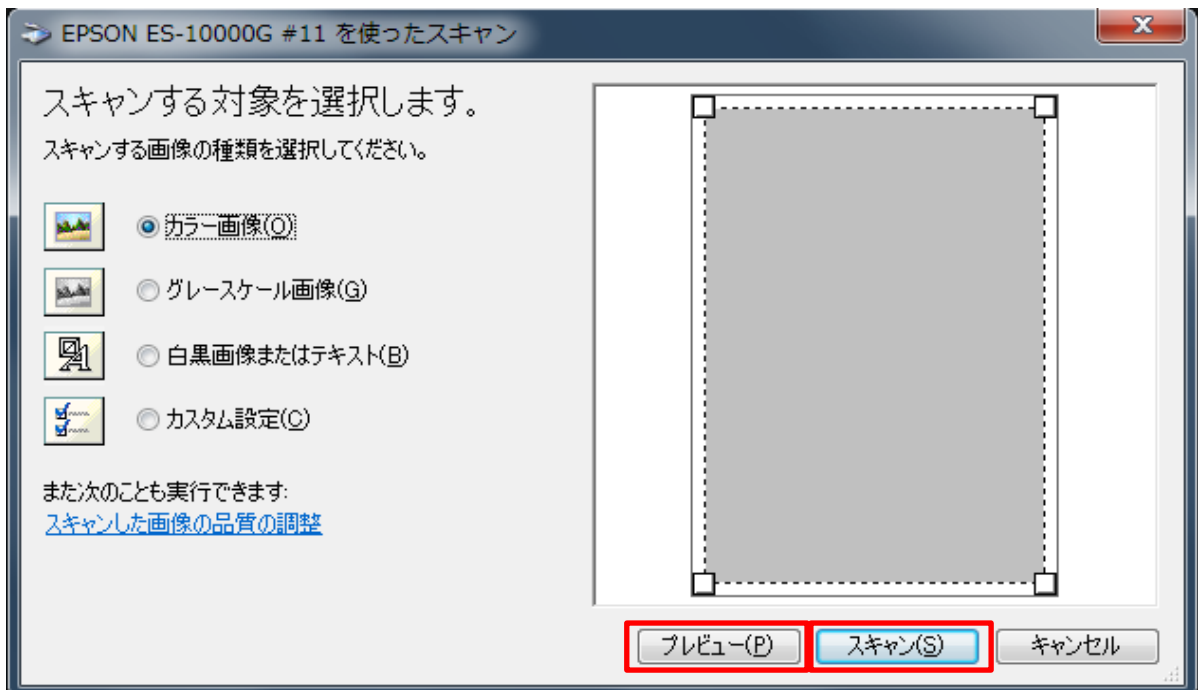 EPSON ES-10000G #11 を使ったスキャン
スキャンする対象を選択します。
スキャンする画像の種類を選択してください。
カラー画像(O)
グレースケール画像(G)
白黒画像またはテキスト(B)
カスタム設定(C)
また次のことも実行できます:
スキャンした画像の品質の調整
プレビュー(P)
スキャン(S)
キャンセル